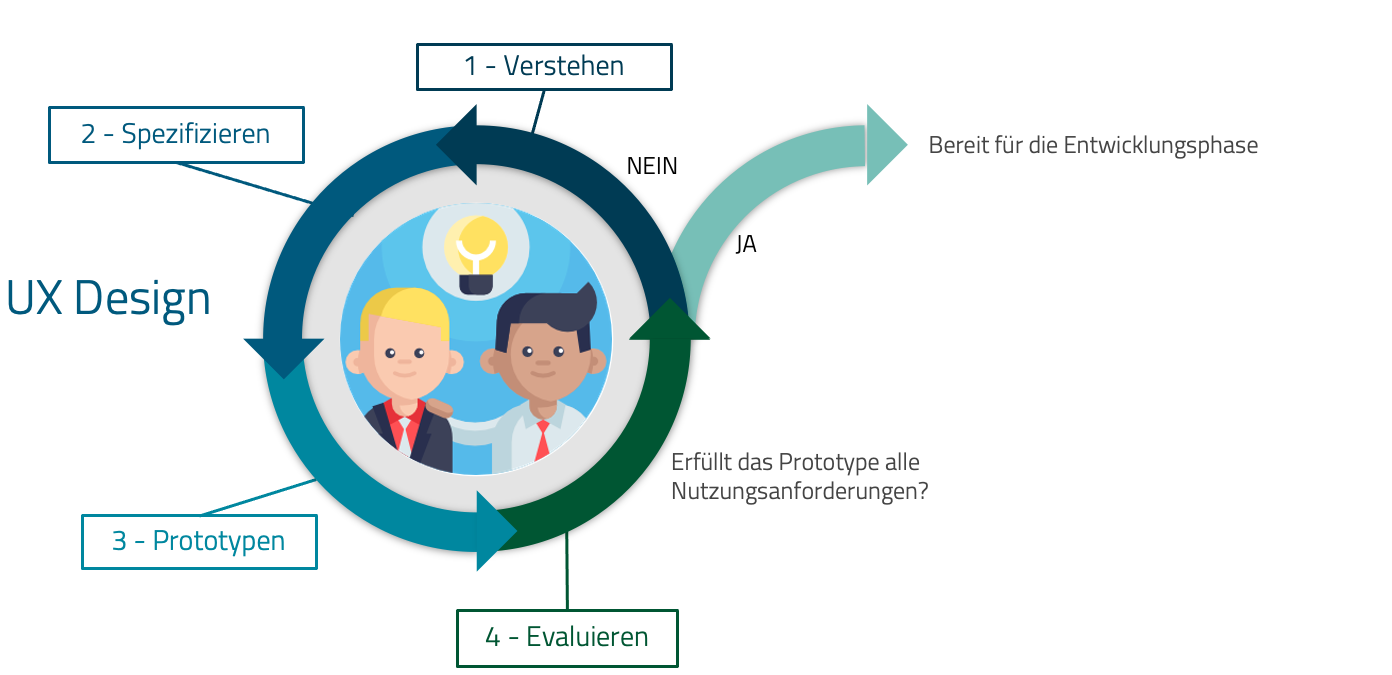 1 - Verstehen
2 - Spezifizieren
NEIN
Bereit für die Entwicklungsphase
JA
UX Design
Erfüllt das Prototype alle
Nutzungsanforderungen?
3 - Prototypen
4 - Evaluieren